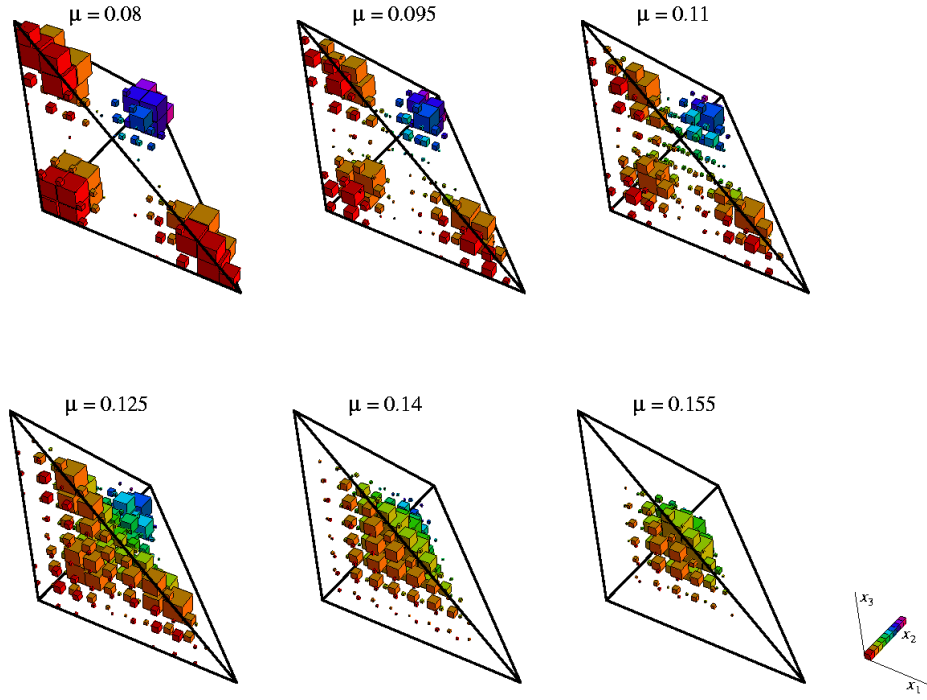 μ = 0.08
μ = 0.095
μ = 0.11
μ = 0.125
μ = 0.14
μ = 0.155
x₃
x₂
x₁